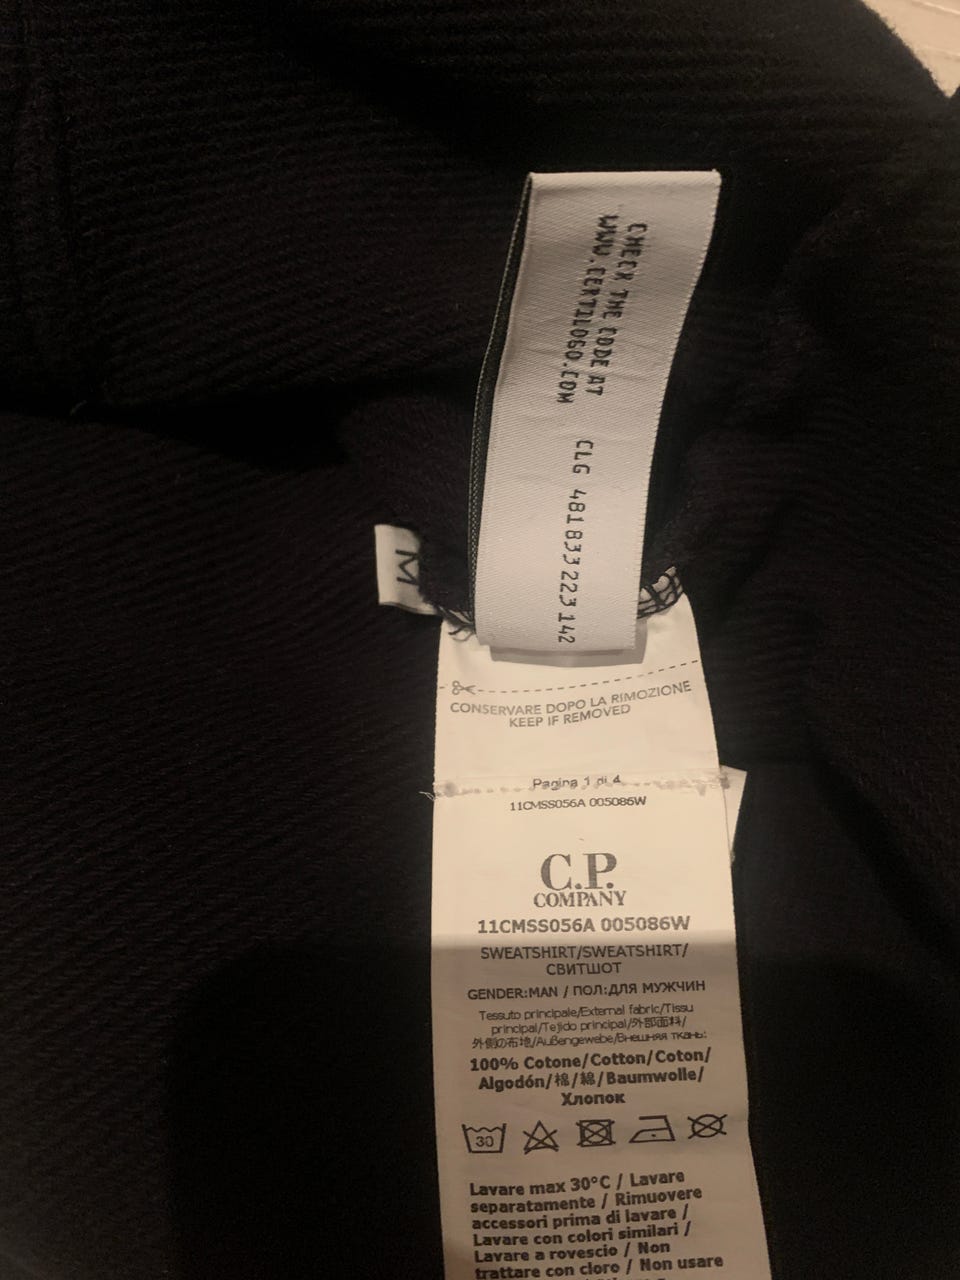 CHECK THE CODE AT
WWW.CERTILOGO.COM
CLG 481833223142
M
CONSERVARE DOPO LA RIMOZIONE
KEEP IF REMOVED
Pagina 1 di 4
11CMSS056A 005086W
C.P.
COMPANY
11CMSS056A 005086W
SWEATSHIRT/SWEATSHIRT/
СВИТШОТ
GENDER:MAN / ПОЛ:ДЛЯ МУЖЧИН
Tessuto principale/External fabric/Tissu
principal/Tejido principal/外部面料/
外側の布地/Außengewebe/Внешняя ткань:
100% Cotone/Cotton/Coton/
Algodón/棉/綿/Baumwolle/
Хлопок
30
Lavare max 30°C / Lavare
separatamente / Rimuovere
accessori prima di lavare /
Lavare con colori similari /
Lavare a rovescio / Non
trattare con cloro / Non usare